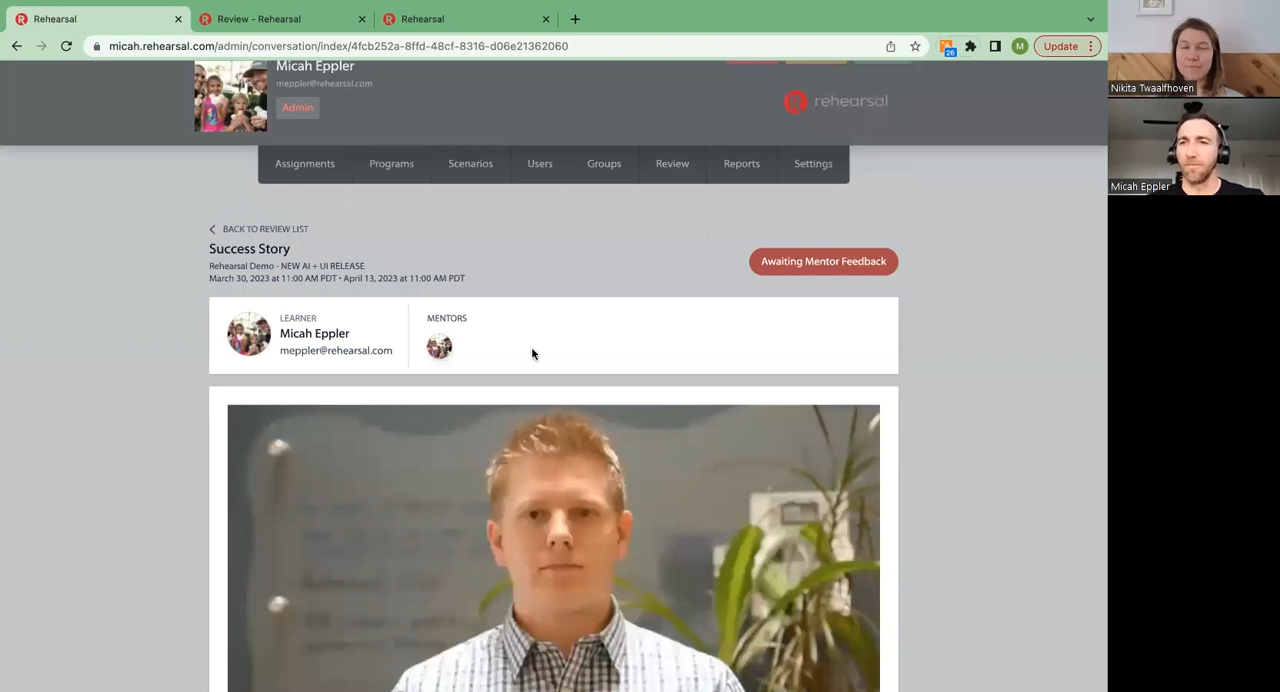 Rehearsal
Review - Rehearsal
Rehearsal
micah.rehearsal.com/admin/conversation/index/4fcb252a-8ffd-48cf-8316-d06e21362060
26
M
Update
Nikita Twaalfhoven
Micah Eppler
Micah Eppler
meppler@rehearsal.com
Admin
rehearsal
Assignments
Programs
Scenarios
Users
Groups
Review
Reports
Settings
BACK TO REVIEW LIST
Success Story
Rehearsal Demo - NEW AI + UI RELEASE
March 30, 2023 at 11:00 AM PDT • April 13, 2023 at 11:00 AM PDT
Awaiting Mentor Feedback
LEARNER
Micah Eppler
meppler@rehearsal.com
MENTORS